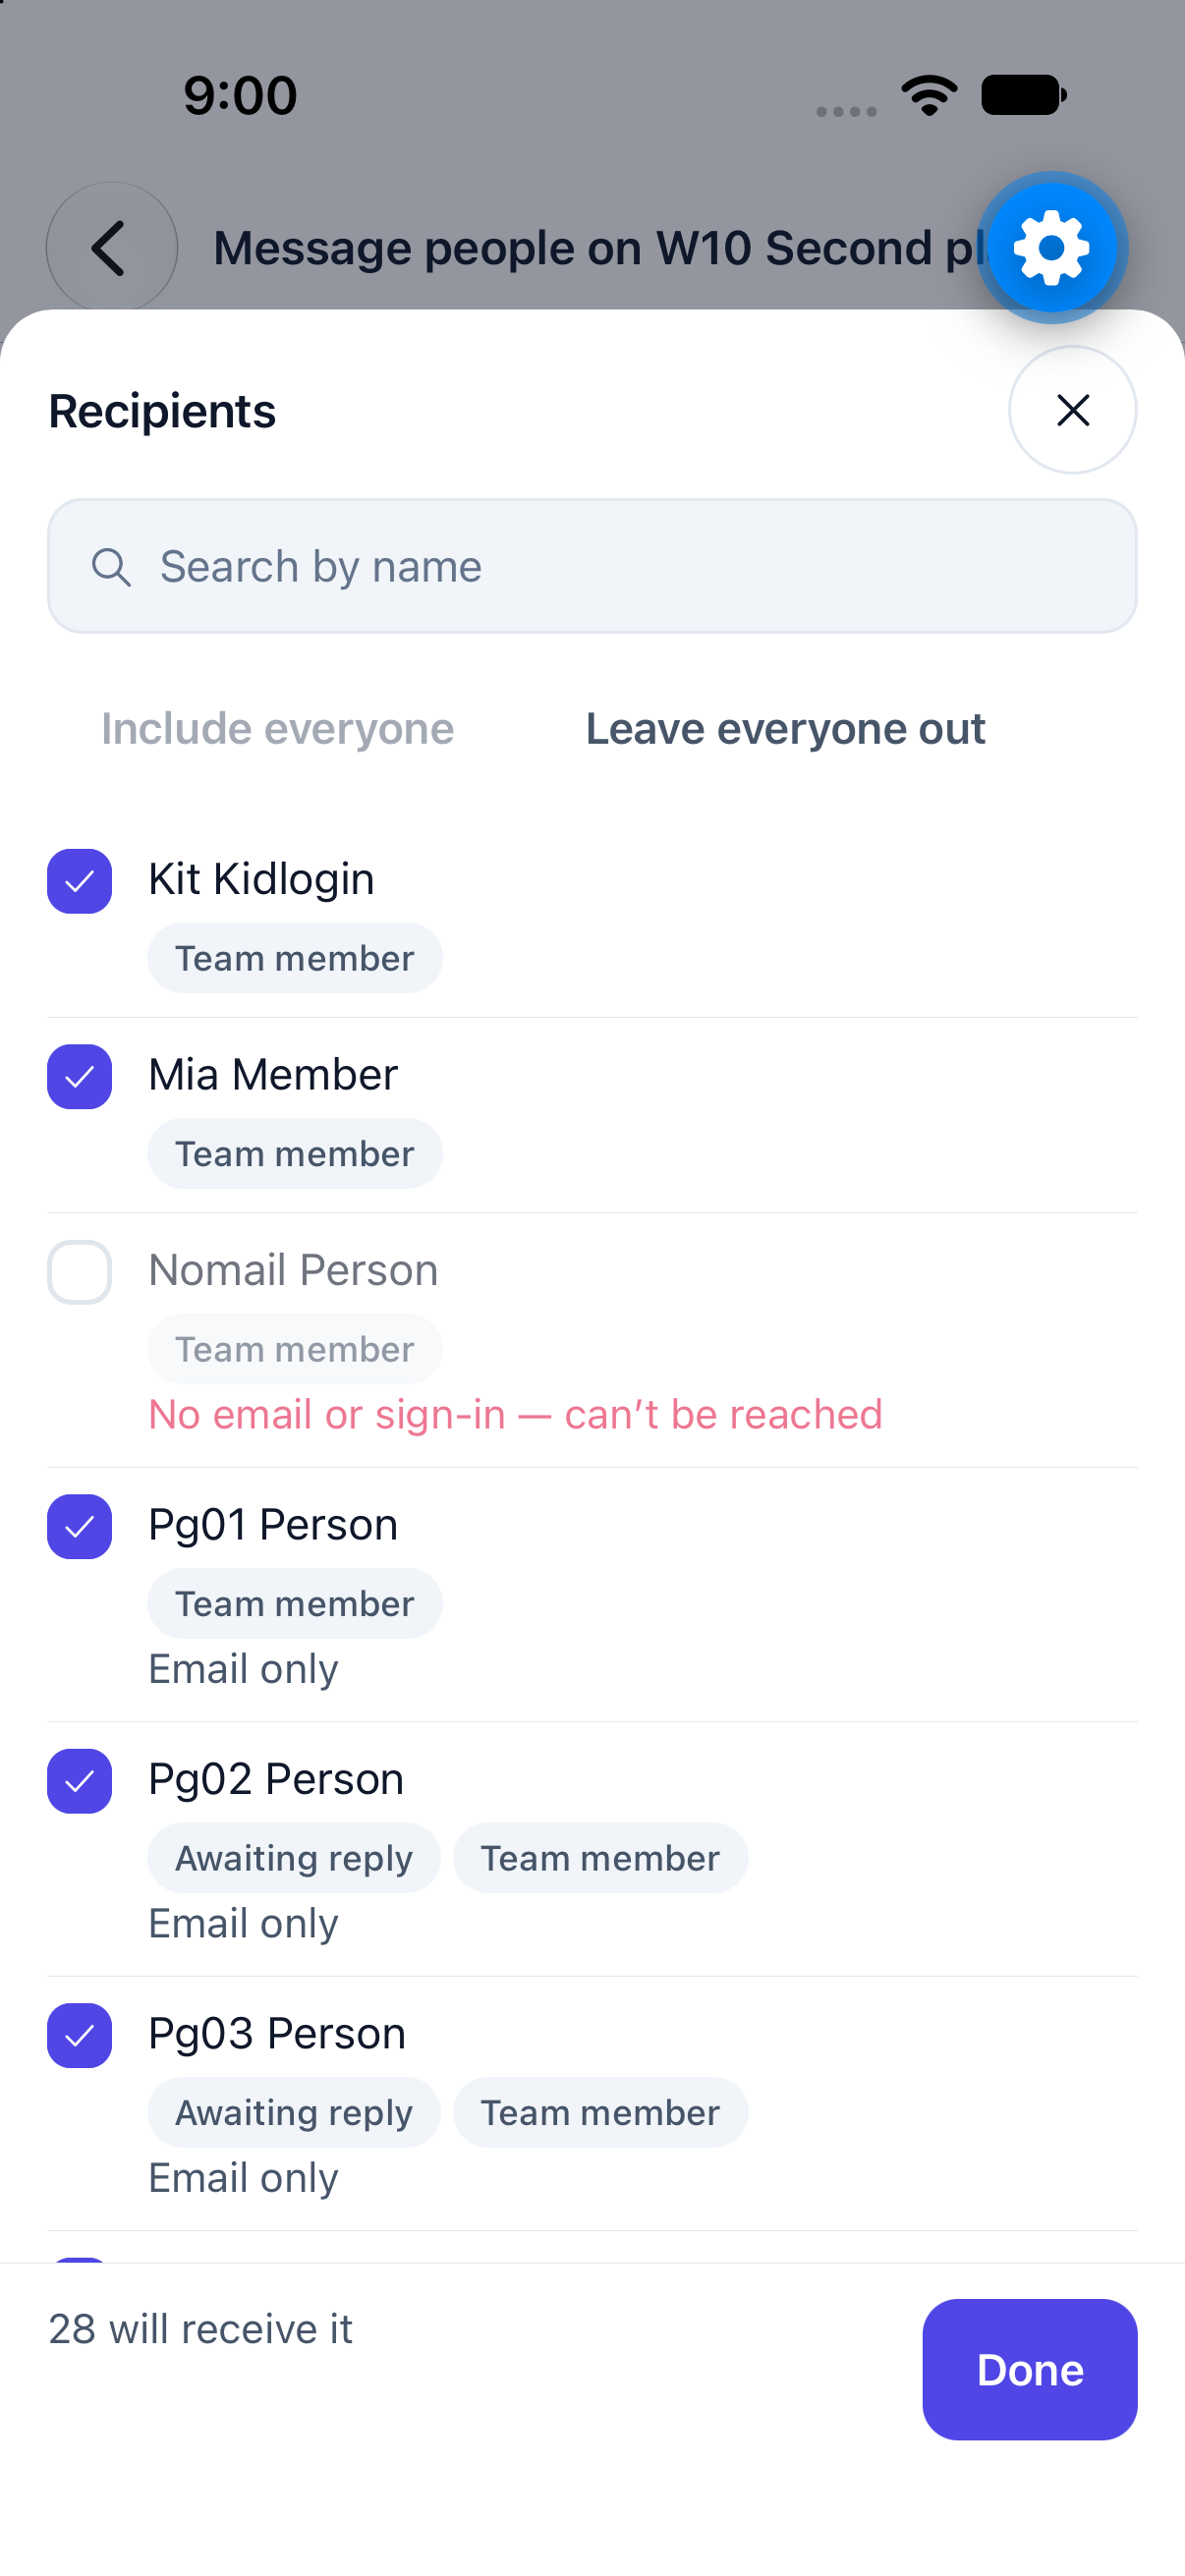 9:00
Message people on W10 Second pl
Recipients
Search by name
Include everyone
Leave everyone out
Kit Kidlogin
Team member
Mia Member
Team member
Nomail Person
Team member
No email or sign-in — can’t be reached
Pg01 Person
Team member
Email only
Pg02 Person
Awaiting reply
Team member
Email only
Pg03 Person
Awaiting reply
Team member
Email only
28 will receive it
Done